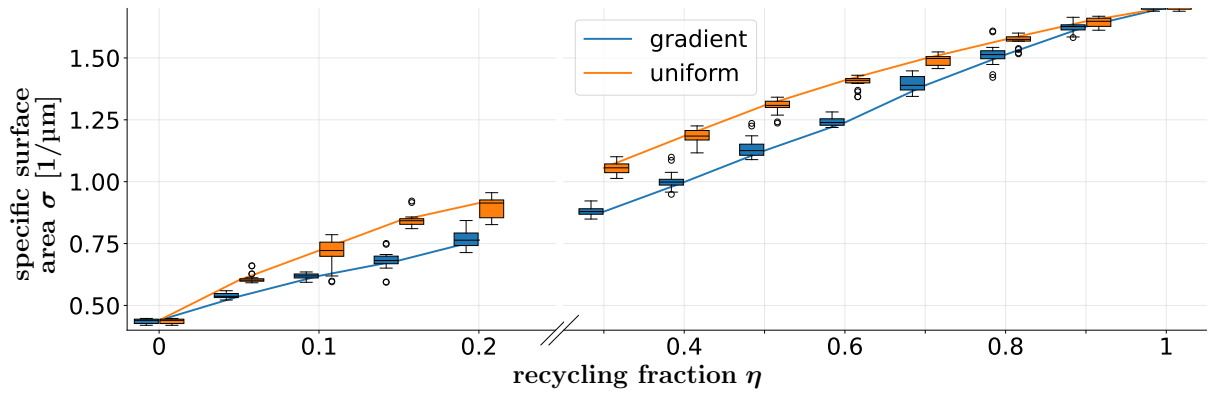 1.50
1.25
1.00
0.75
0.50
specific surface
area σ [1/µm]
gradient
uniform
0 0.1 0.2 0.4 0.6 0.8 1
recycling fraction η